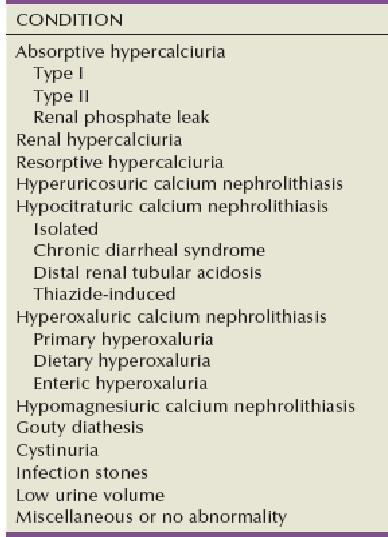 CONDITION
Absorptive hypercalciuria
Type I
Type II
Renal phosphate leak
Renal hypercalciuria
Resorptive hypercalciuria
Hyperuricosuric calcium nephrolithiasis
Hypocitraturic calcium nephrolithiasis
Isolated
Chronic diarrheal syndrome
Distal renal tubular acidosis
Thiazide-induced
Hyperoxaluric calcium nephrolithiasis
Primary hyperoxaluria
Dietary hyperoxaluria
Enteric hyperoxaluria
Hypomagnesiuric calcium nephrolithiasis
Gouty diathesis
Cystinuria
Infection stones
Low urine volume
Miscellaneous or no abnormality